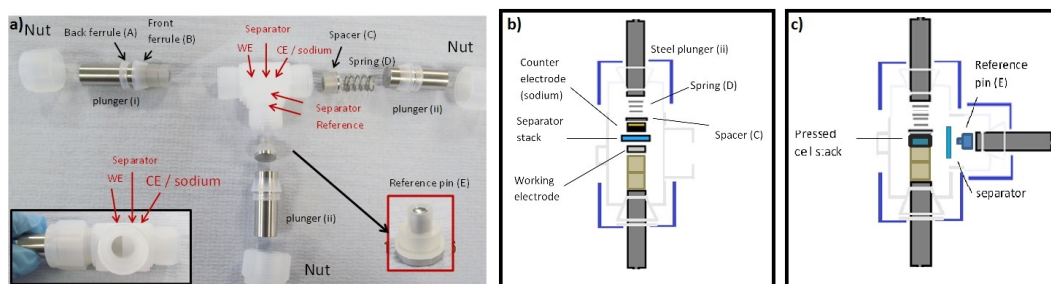 a)
Nut
Back ferrule (A)
Front
ferrule (B)
Separator
WE
CE / sodium
Spacer (C)
Spring (D)
Nut
plunger (i)
plunger (ii)
Separator
Reference
Separator
WE
CE / sodium
plunger (ii)
Reference pin (E)
Nut
b)
Steel plunger (ii)
Counter
electrode
(sodium)
Spring (D)
Separator
stack
Spacer (C)
Working
electrode
c)
Reference
pin (E)
Pressed
cell stack
separator